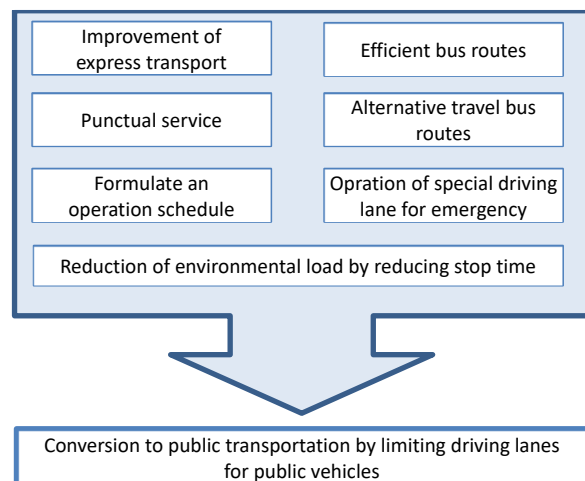 Improvement of
express transport
Efficient bus routes
Punctual service
Alternative travel bus
routes
Formulate an
operation schedule
Opration of special driving
lane for emergency
Reduction of environmental load by reducing stop time
Conversion to public transportation by limiting driving lanes
for public vehicles